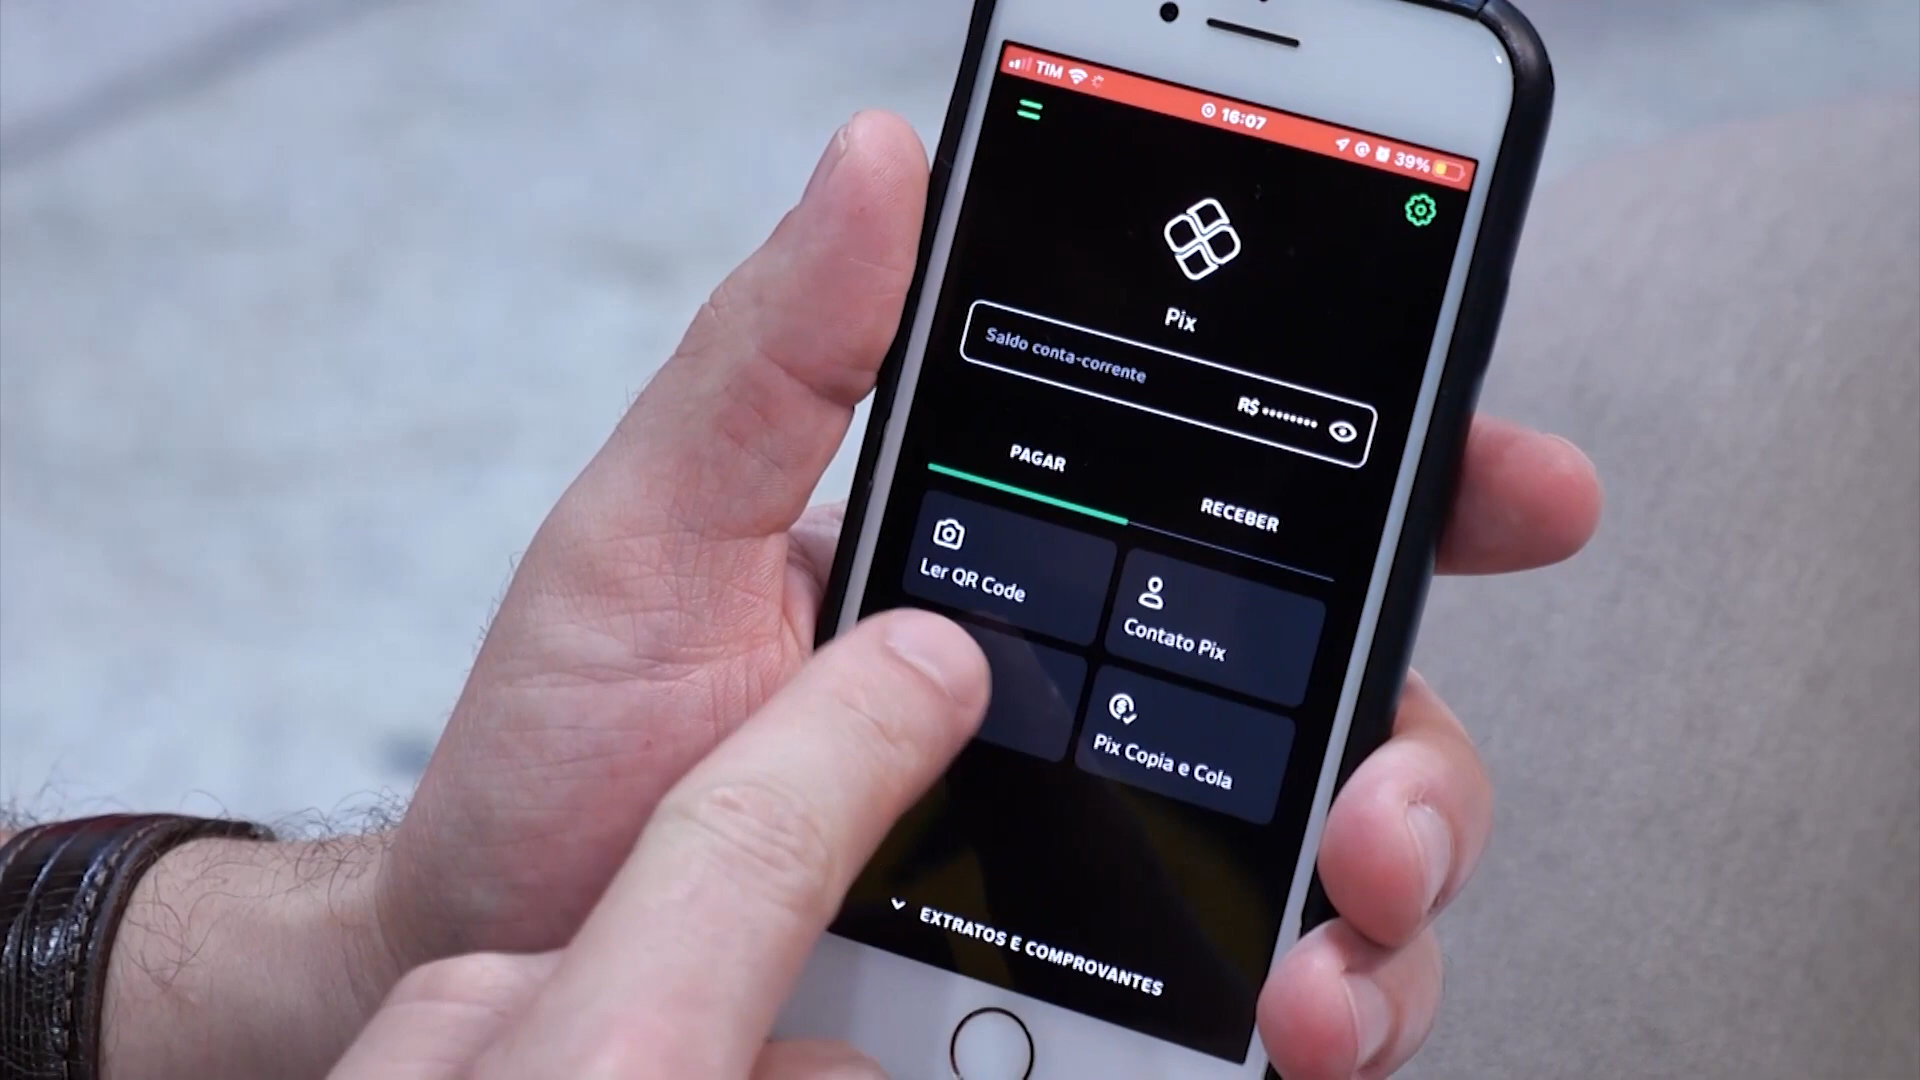 TIM
16:07
39%
Pix
Saldo conta-corrente
R$ ••••••••
PAGAR
RECEBER
Ler QR Code
Contato Pix
Pix Copia e Cola
EXTRATOS E COMPROVANTES